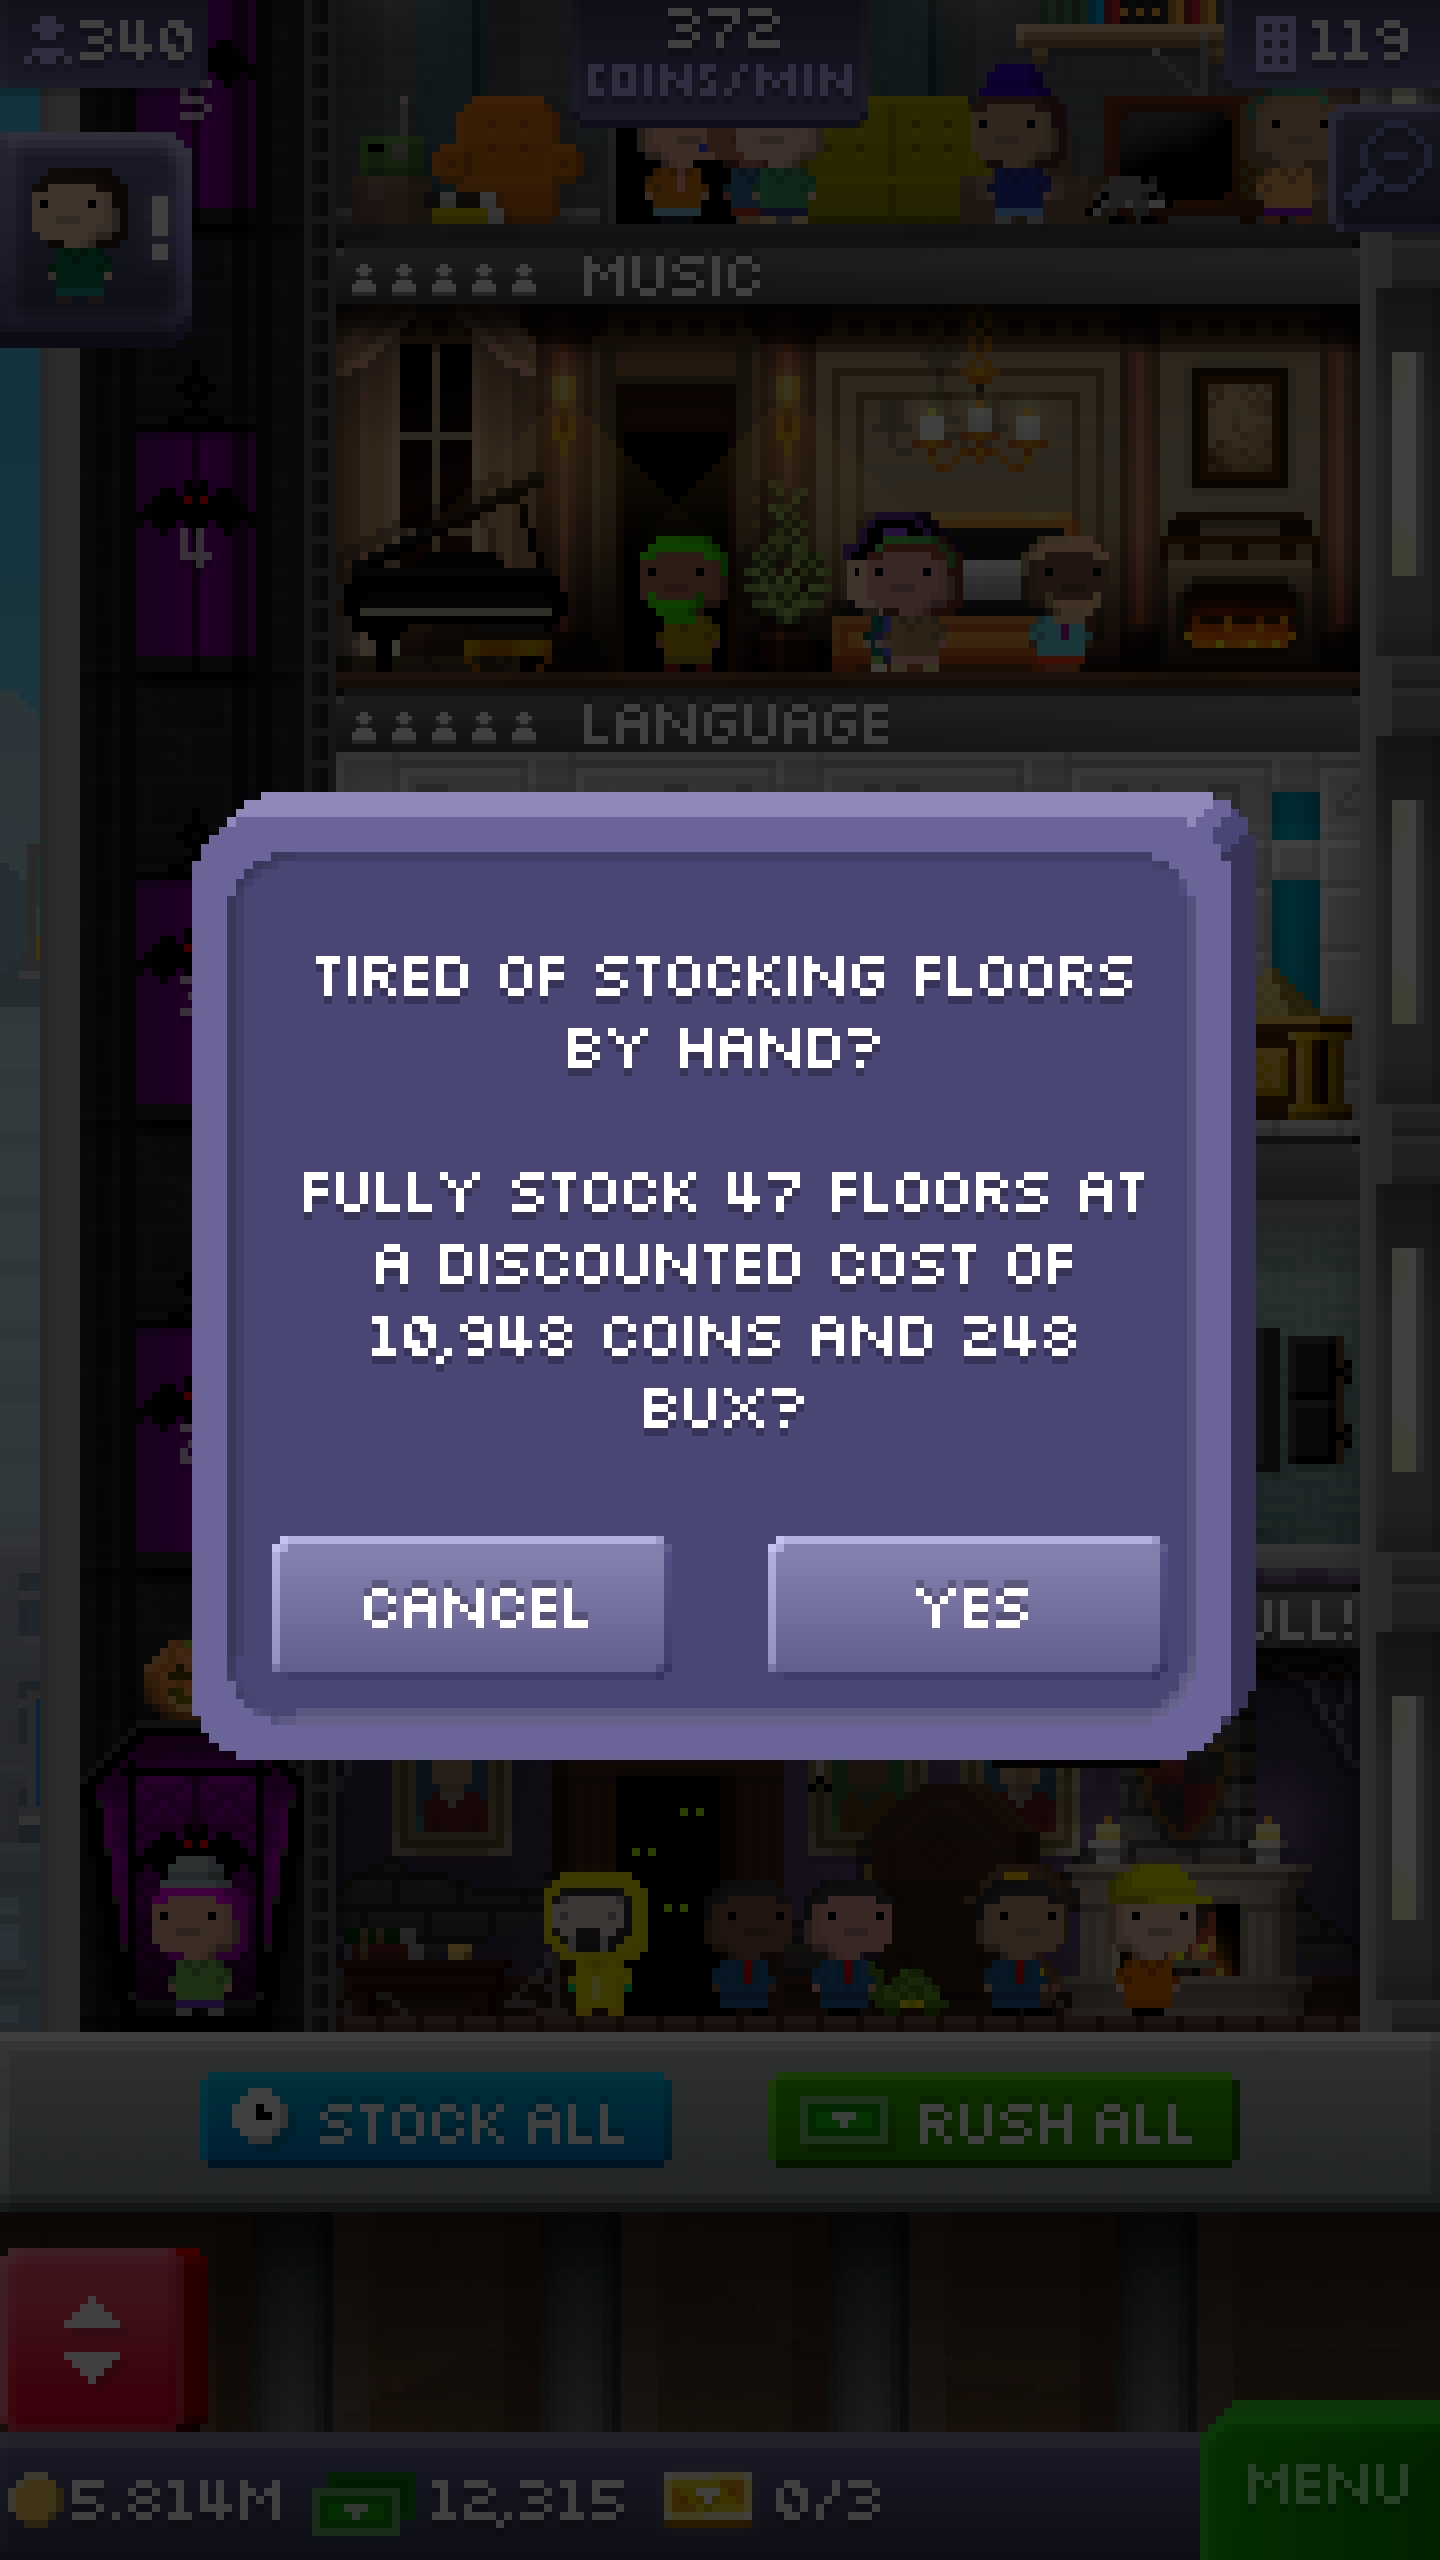 340
372
COINS/MIN
119
5
!
MUSIC
4
LANGUAGE
TIRED OF STOCKING FLOORS
BY HAND?
FULLY STOCK 47 FLOORS AT
A DISCOUNTED COST OF
10,948 COINS AND 248
BUX?
CANCEL
YES
STOCK ALL
RUSH ALL
5.814M
12,315
0/3
MENU